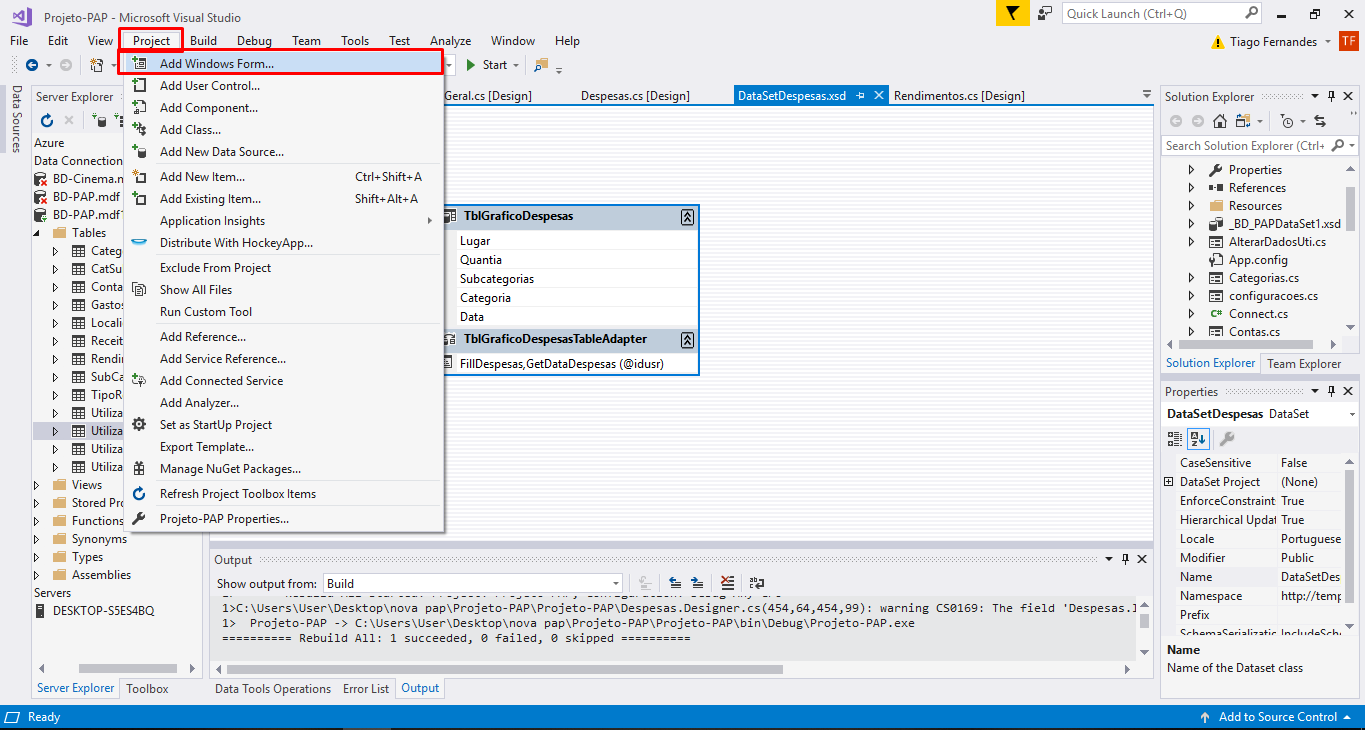 Projeto-PAP - Microsoft Visual Studio
Quick Launch (Ctrl+Q)
File Edit View Project Build Debug Team Tools Test Analyze Window Help
Tiago Fernandes TF
Start
Data Sources
Server Explorer
Azure
Data Connection
BD-Cinema.n
BD-PAP.mdf
BD-PAP.mdf1
Tables
Categ
CatSu
Conta
Gastos
Locali
Receit
Rendir
SubCa
TipoR
Utiliza
Utiliza
Utiliza
Utiliza
Views
Stored Pro
Functions
Synonyms
Types
Assemblies
Servers
DESKTOP-S5ES4BQ
Server Explorer Toolbox
Add Windows Form...
Add User Control...
Add Component...
Add Class...
Add New Data Source...
Add New Item... Ctrl+Shift+A
Add Existing Item... Shift+Alt+A
Application Insights
Distribute With HockeyApp...
Exclude From Project
Show All Files
Run Custom Tool
Add Reference...
Add Service Reference...
Add Connected Service
Add Analyzer...
Set as StartUp Project
Export Template...
Manage NuGet Packages...
Refresh Project Toolbox Items
Projeto-PAP Properties...
Geral.cs [Design] Despesas.cs [Design] DataSetDespesas.xsd Rendimentos.cs [Design]
TblGraficoDespesas
Lugar
Quantia
Subcategorias
Categoria
Data
TblGraficoDespesasTableAdapter
FillDespesas,GetDataDespesas (@idusr)
Output
Show output from: Build
1>C:\Users\User\Desktop\nova pap\Projeto-PAP\Projeto-PAP\Despesas.Designer.cs(454,64,454,99): warning CS0169: The field 'Despesas.
1> Projeto-PAP -> C:\Users\User\Desktop\nova pap\Projeto-PAP\Projeto-PAP\bin\Debug\Projeto-PAP.exe
========== Rebuild All: 1 succeeded, 0 failed, 0 skipped ==========
Data Tools Operations Error List Output
Solution Explorer
Search Solution Explorer (Ctrl+
Properties
References
Resources
_BD_PAPDataSet1.xsd
AlterarDadosUti.cs
App.config
Categorias.cs
configuracoes.cs
C# Connect.cs
Contas.cs
Solution Explorer Team Explorer
Properties
DataSetDespesas DataSet
CaseSensitive False
DataSet Project (None)
EnforceConstraint True
Hierarchical Updat True
Locale Portuguese
Modifier Public
Name DataSetDes
Namespace http://temp
Prefix
SchemaSerializatic IncludeSche
Name
Name of the Dataset class
Ready
Add to Source Control